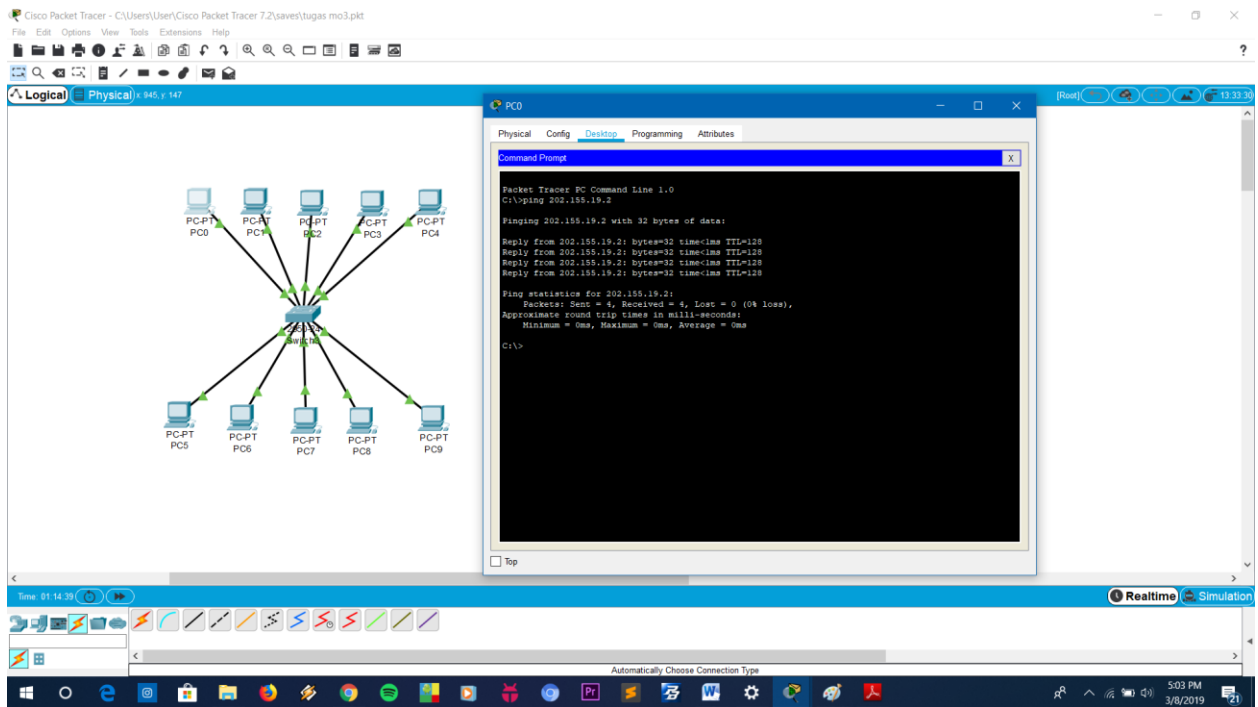 Cisco Packet Tracer - C:\Users\User\Cisco Packet Tracer 7.2\saves\tugas mo3.pkt
File Edit Options View Tools Extensions Help
?
Logical Physical x: 945, y: 147
[Root] 13:33:30
PC0
Physical Config Desktop Programming Attributes
Command Prompt
X
Packet Tracer PC Command Line 1.0
C:\>ping 202.155.19.2
Pinging 202.155.19.2 with 32 bytes of data:
Reply from 202.155.19.2: bytes=32 time<1ms TTL=128
Reply from 202.155.19.2: bytes=32 time<1ms TTL=128
Reply from 202.155.19.2: bytes=32 time<1ms TTL=128
Reply from 202.155.19.2: bytes=32 time<1ms TTL=128
Ping statistics for 202.155.19.2:
Packets: Sent = 4, Received = 4, Lost = 0 (0% loss),
Approximate round trip times in milli-seconds:
Minimum = 0ms, Maximum = 0ms, Average = 0ms
C:\>
Top
PC-PT PC-PT PC-PT PC-PT PC-PT
PC0 PC1 PC2 PC3 PC4
PC-PT PC-PT PC-PT PC-PT PC-PT
PC5 PC6 PC7 PC8 PC9
Time: 01:14:39
Realtime Simulation
Automatically Choose Connection Type
Pr
5:03 PM
3/8/2019
21